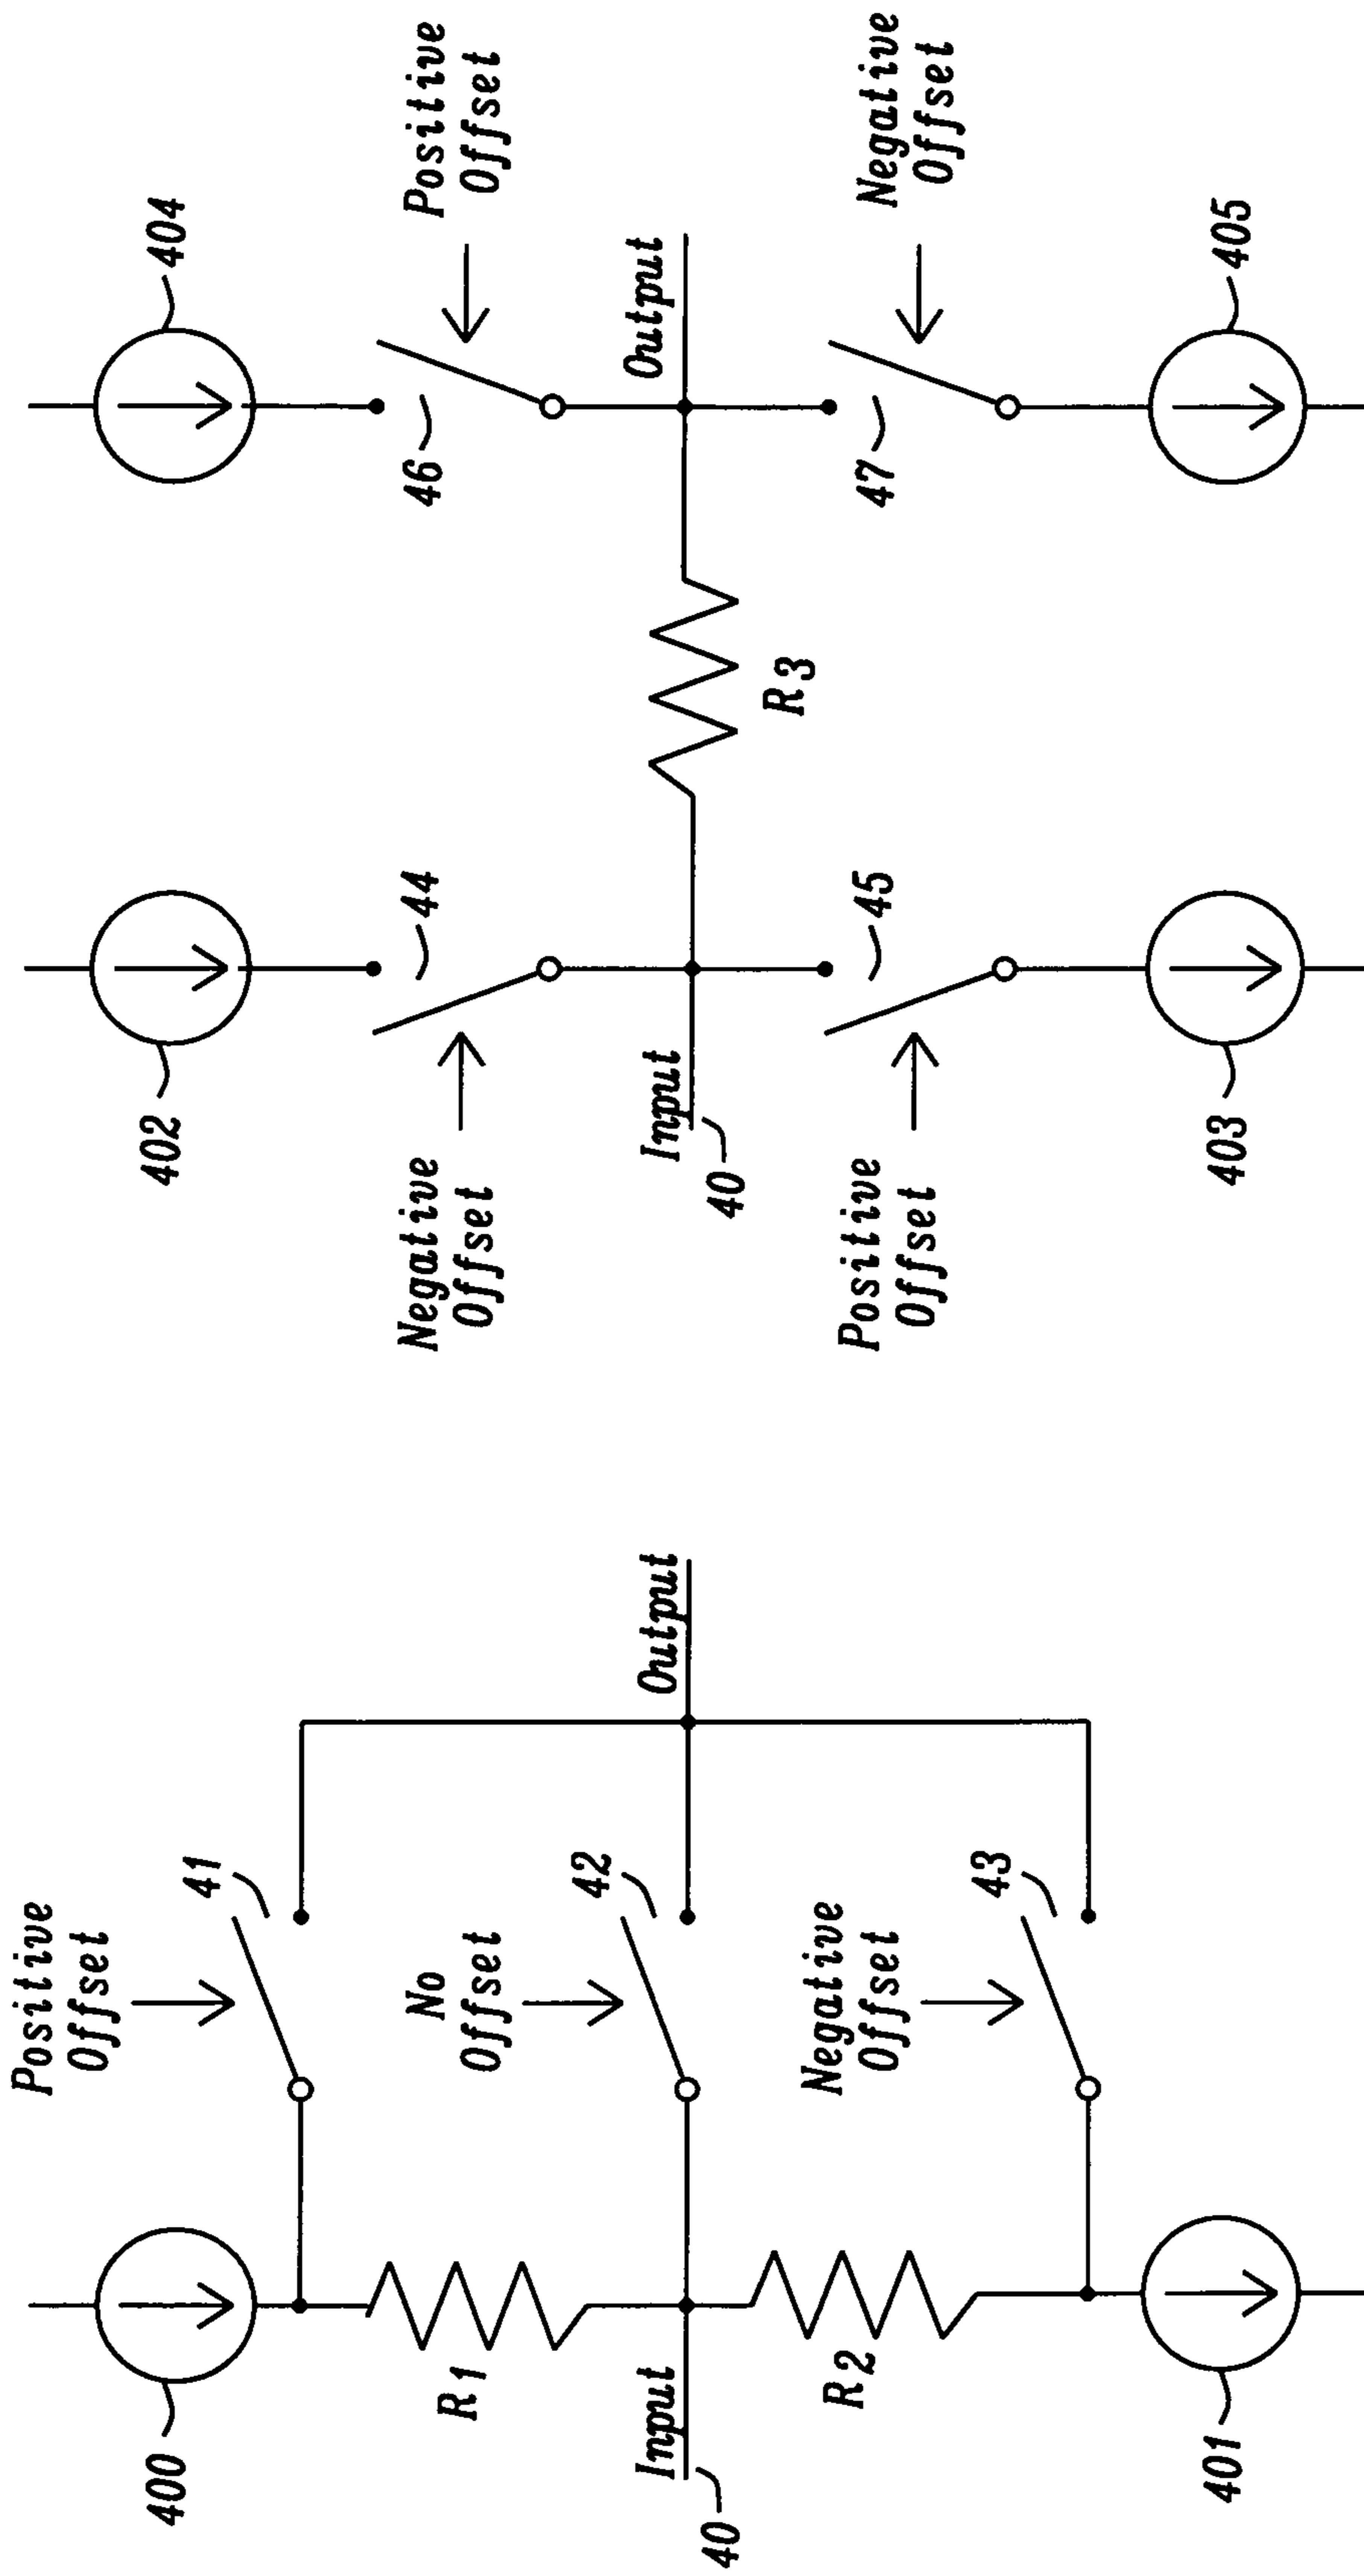 Positive
Offset
41
400
R1
No
Offset
42
Input
40
Output
R2
Negative
Offset
43
401
402
404
Negative
Offset
44
46
Positive
Offset
Input
40
R3
Output
Positive
Offset
45
47
Negative
Offset
403
405